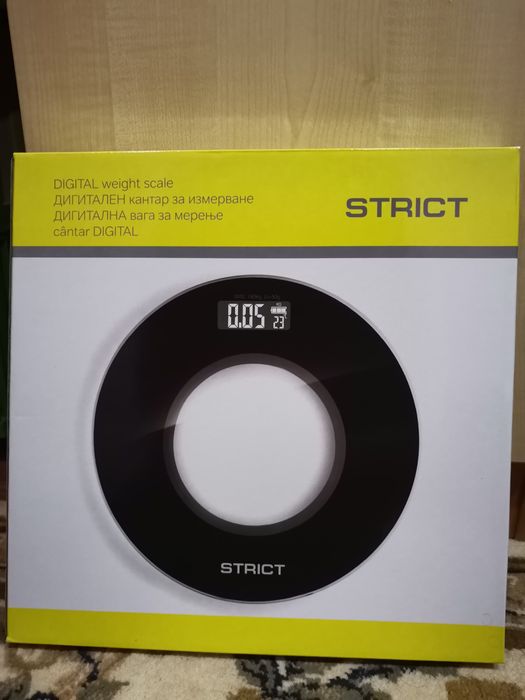 DIGITAL weight scale
ДИГИТАЛЕН кантар за измерване
ДИГИТАЛНА вага за мерење
cântar DIGITAL
STRICT
0.05
23
STRICT